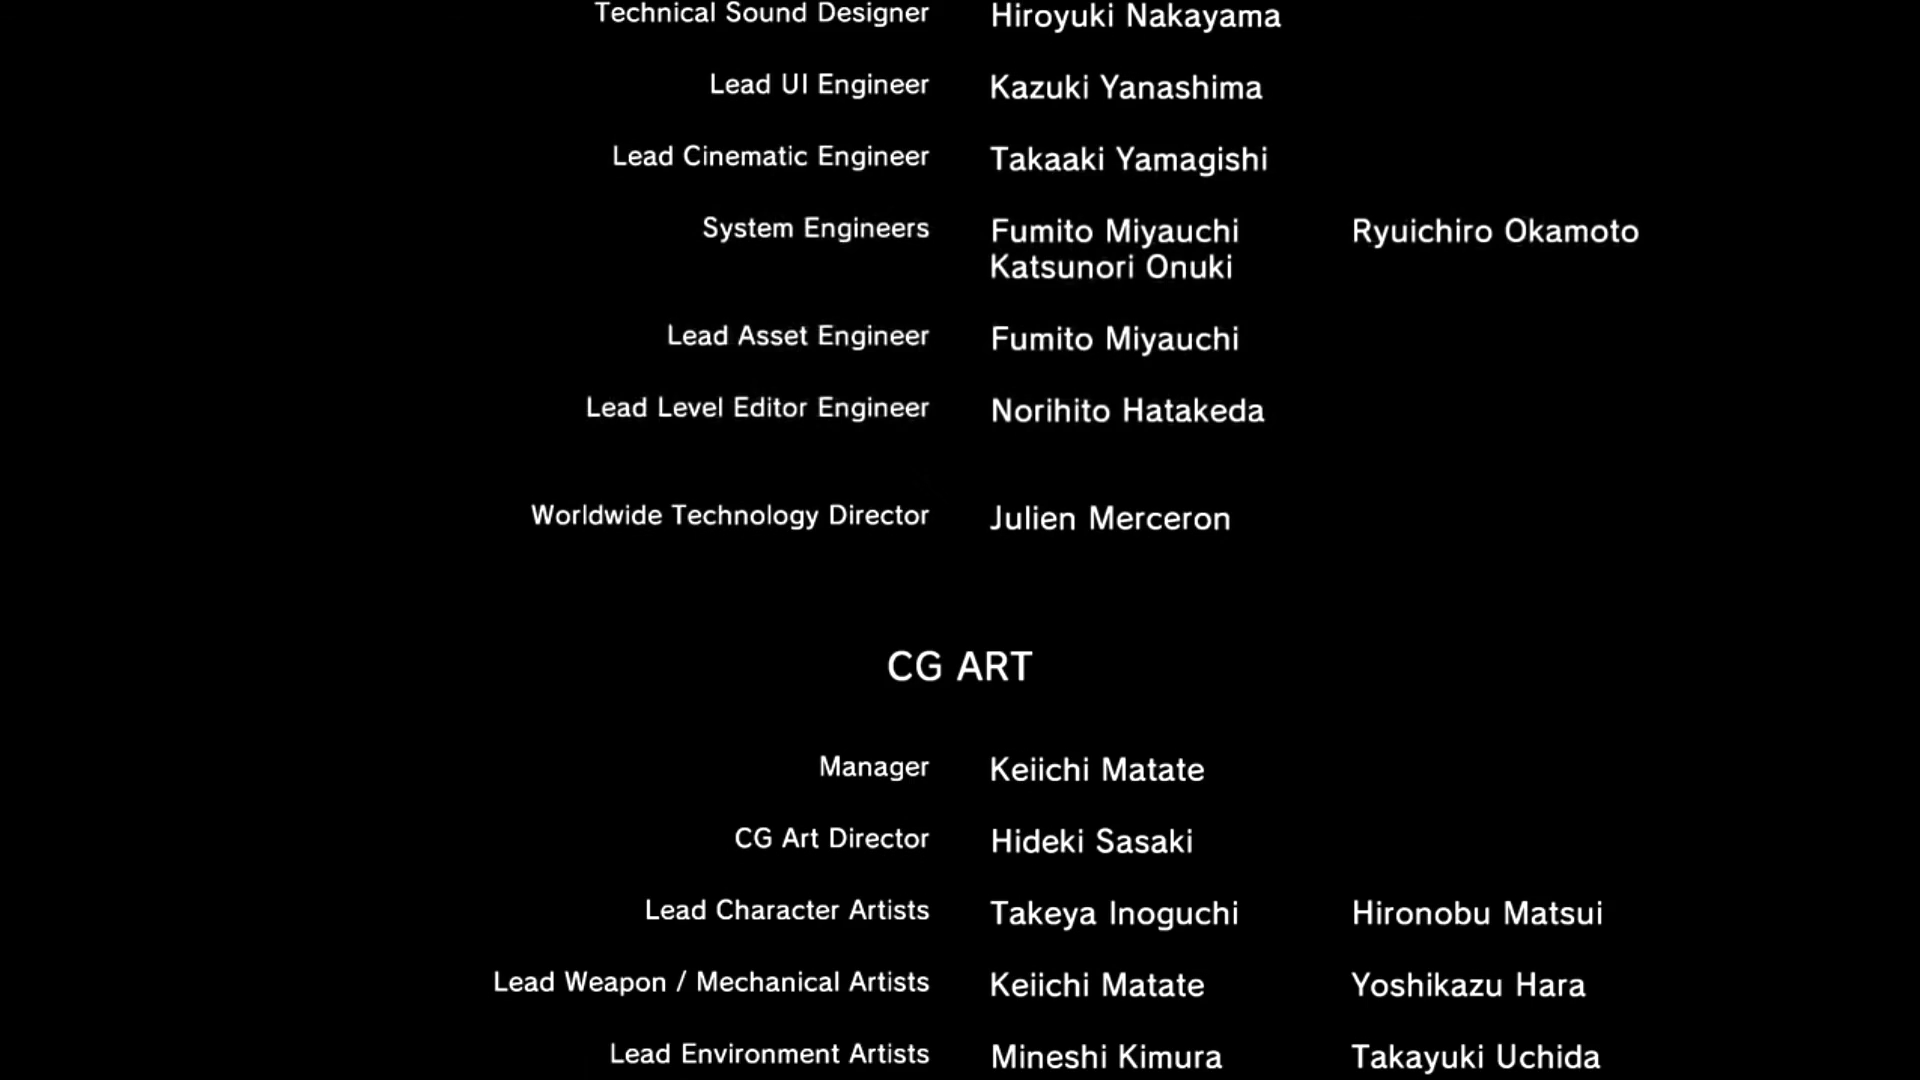 Technical Sound Designer Hiroyuki Nakayama
Lead UI Engineer Kazuki Yanashima
Lead Cinematic Engineer Takaaki Yamagishi
System Engineers Fumito Miyauchi Ryuichiro Okamoto
Katsunori Onuki
Lead Asset Engineer Fumito Miyauchi
Lead Level Editor Engineer Norihito Hatakeda
Worldwide Technology Director Julien Merceron
CG ART
Manager Keiichi Matate
CG Art Director Hideki Sasaki
Lead Character Artists Takeya Inoguchi Hironobu Matsui
Lead Weapon / Mechanical Artists Keiichi Matate Yoshikazu Hara
Lead Environment Artists Mineshi Kimura Takayuki Uchida